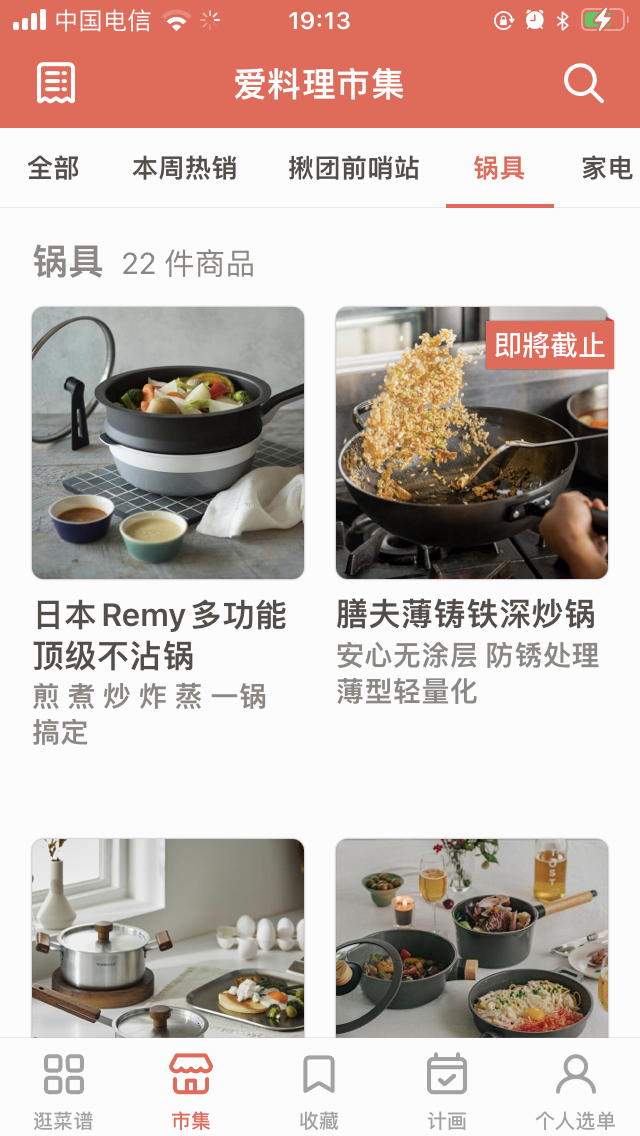 中国电信
19:13
爱料理市集
全部 本周热销 揪团前哨站 锅具 家电
锅具 22 件商品
即將截止
日本Remy多功能
顶级不沾锅
煎 煮 炒 炸 蒸 一锅
搞定
膳夫薄铸铁深炒锅
安心无涂层 防锈处理
薄型轻量化
逛菜谱 市集 收藏 计画 个人选单